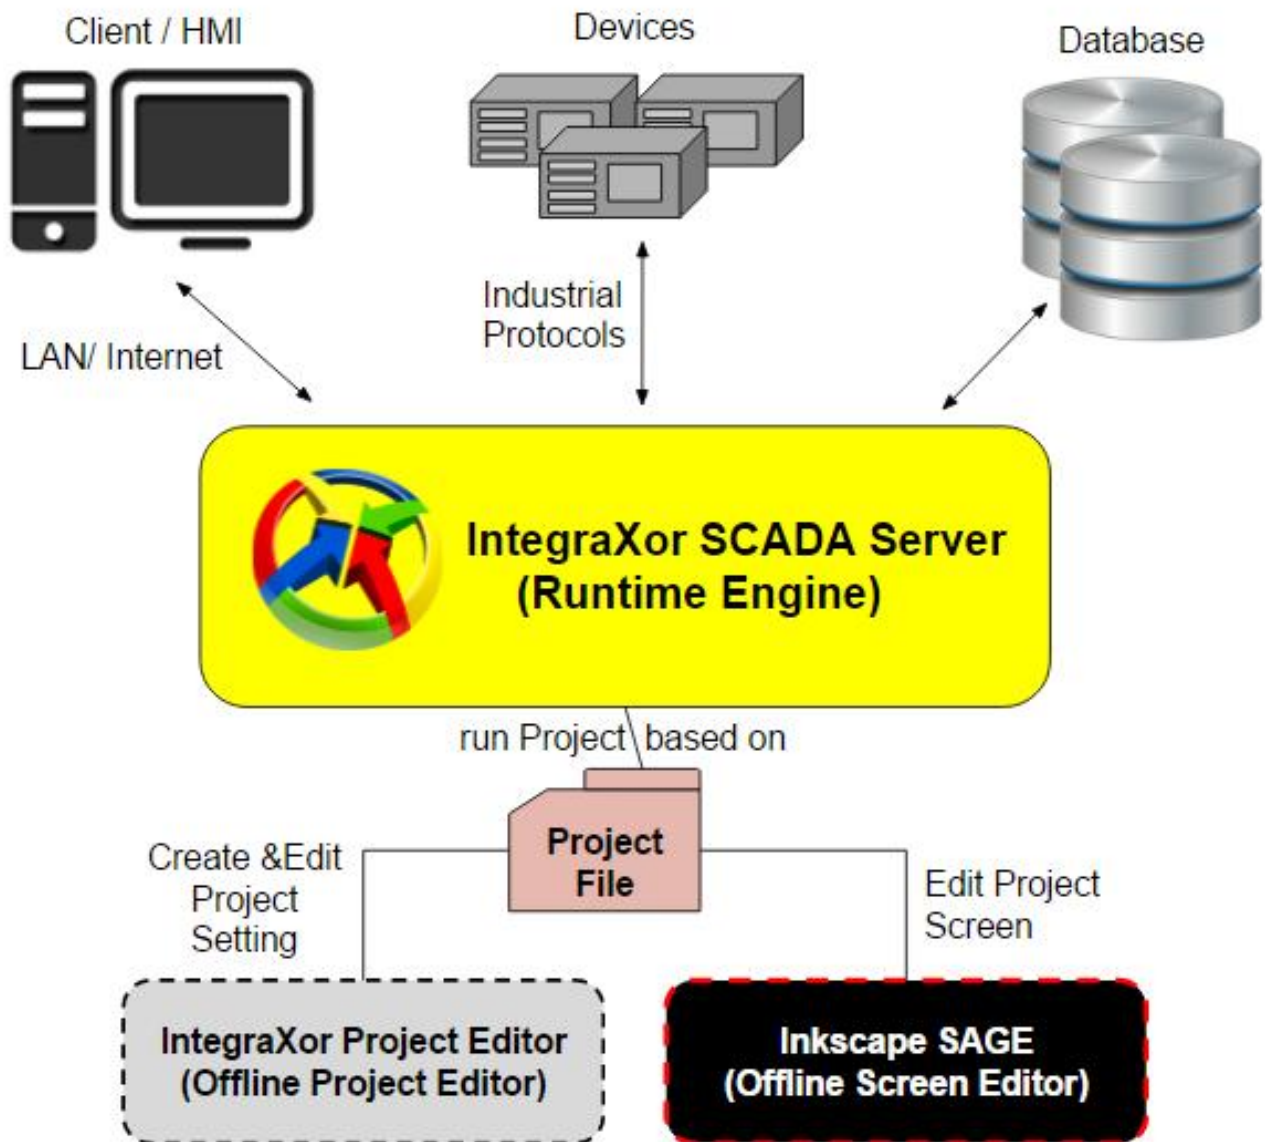 Client / HMI
Devices
Database
Industrial
Protocols
LAN/ Internet
IntegraXor SCADA Server
(Runtime Engine)
run Project based on
Project
File
Create &Edit
Project
Setting
Edit Project
Screen
IntegraXor Project Editor
(Offline Project Editor)
Inkscape SAGE
(Offline Screen Editor)